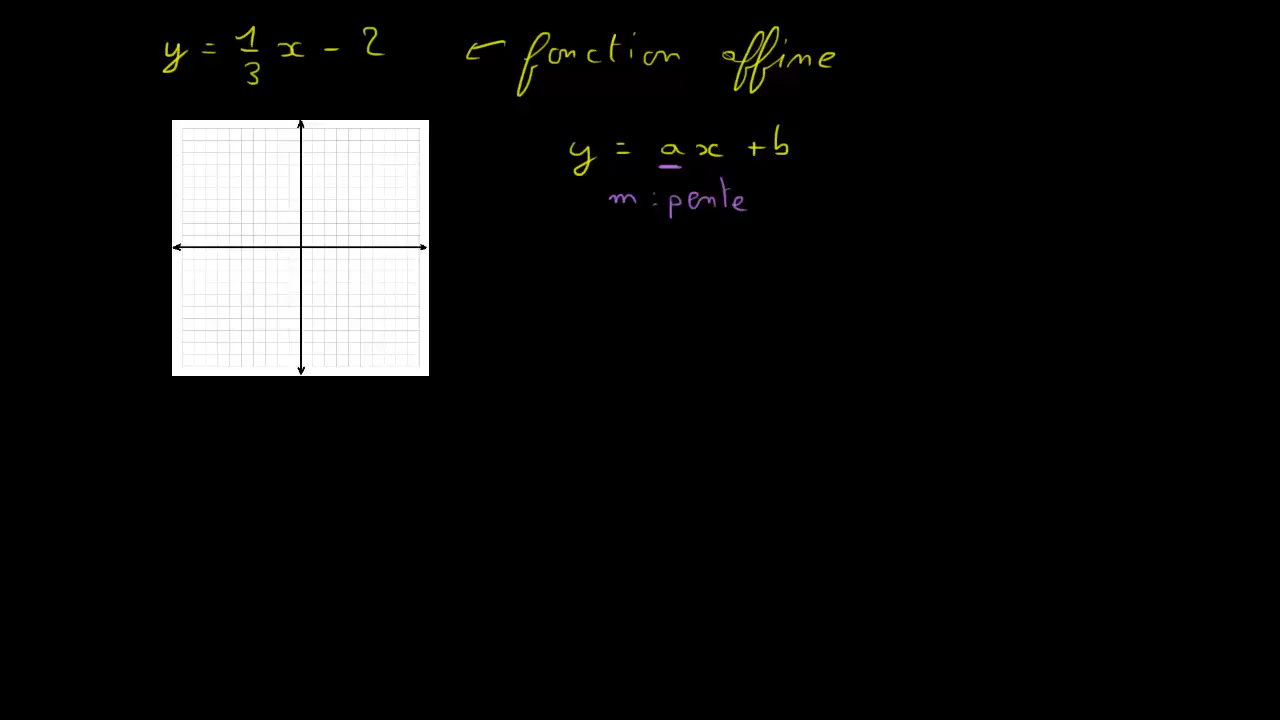 y = 1/3 x - 2 ← fonction affine
y = ax + b
m : pente